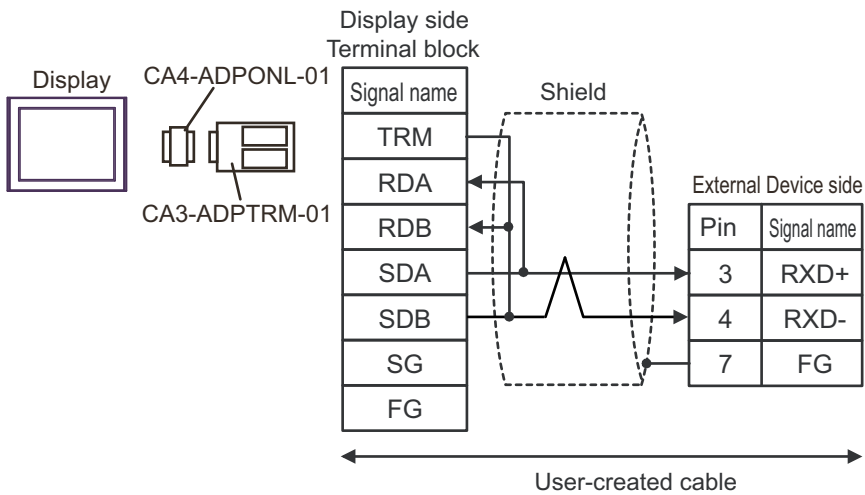 Display side
Terminal block
Display
CA4-ADPONL-01
CA3-ADPTRM-01
Signal name
TRM
RDA
RDB
SDA
SDB
SG
FG
Shield
External Device side
Pin Signal name
3 RXD+
4 RXD-
7 FG
User-created cable